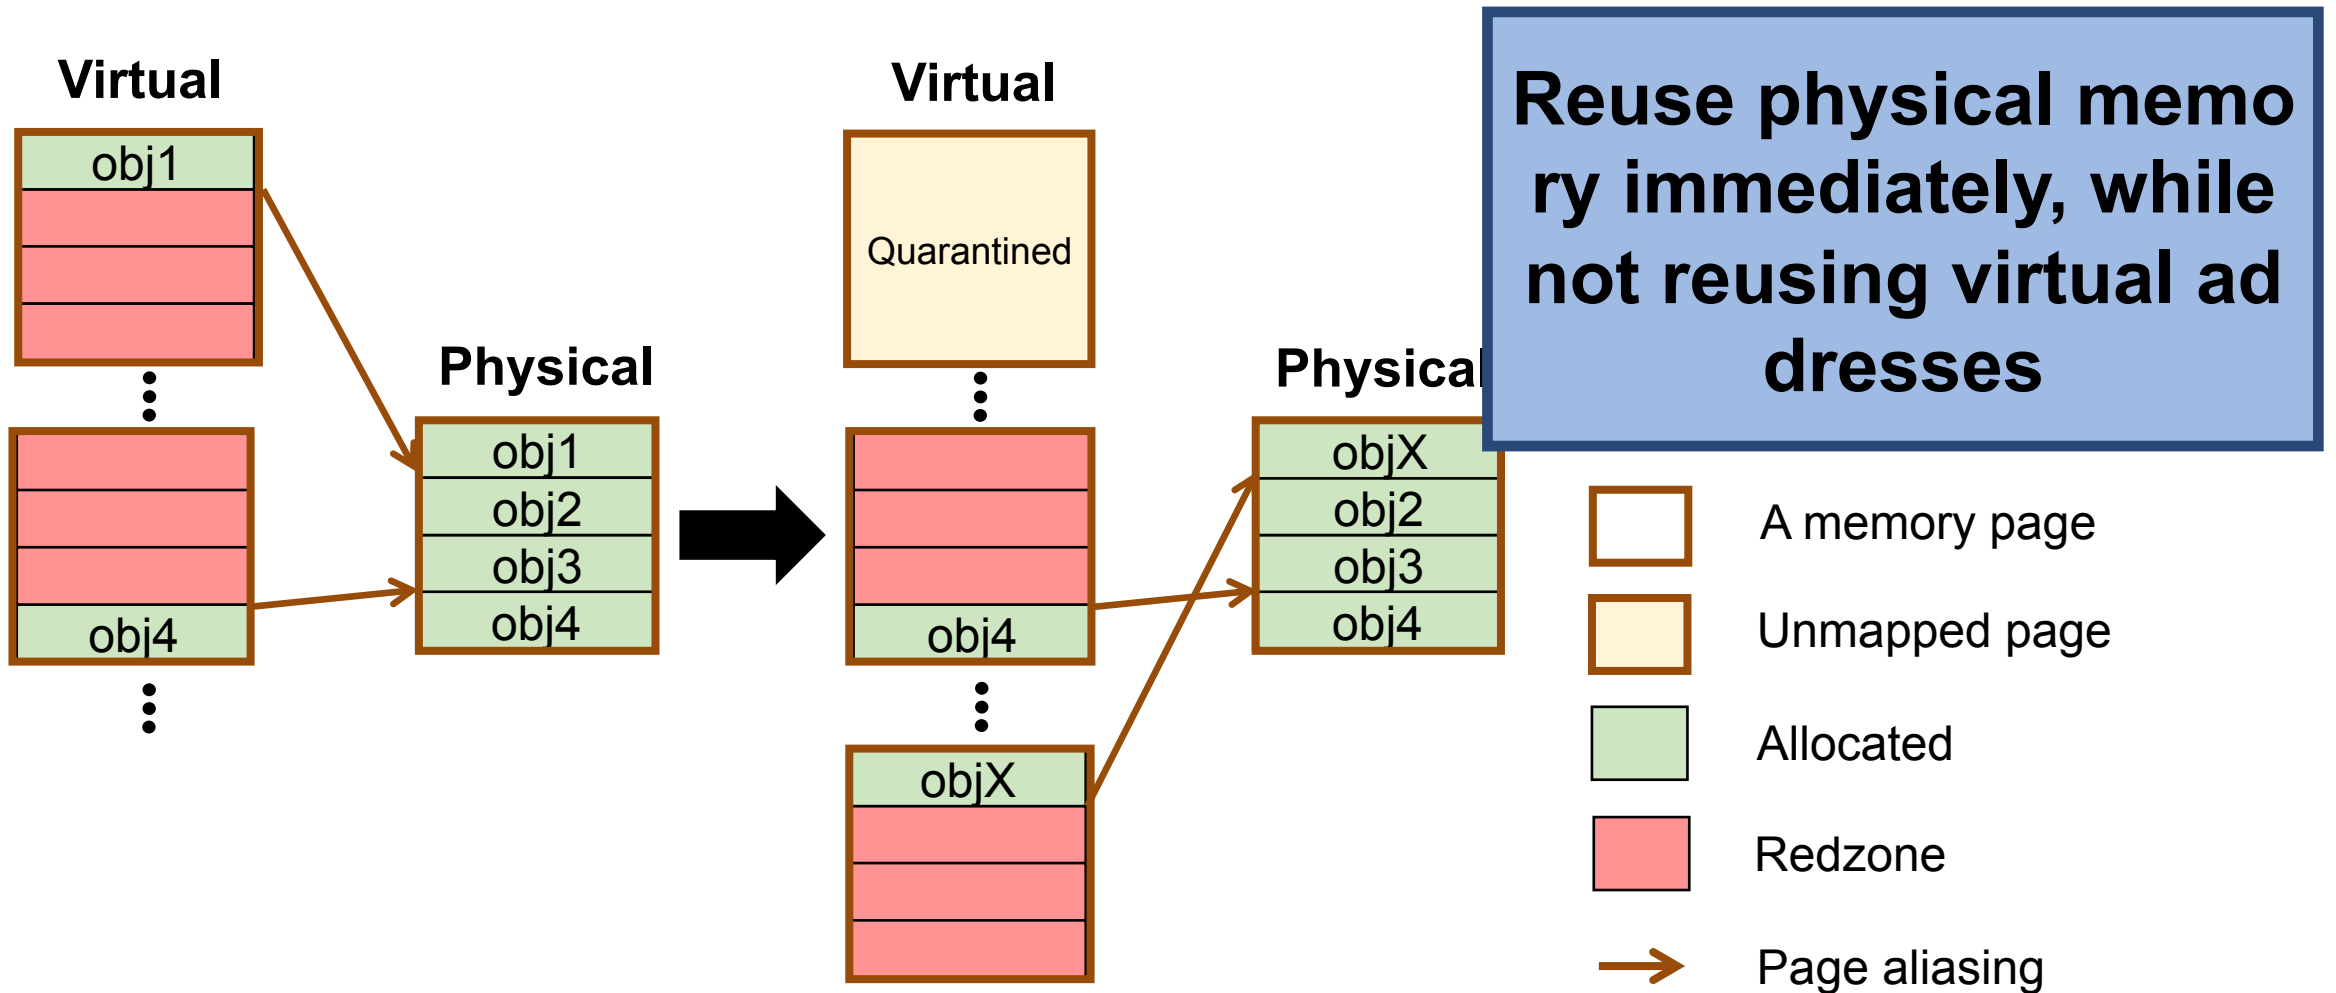 Virtual
obj1
obj4
Physical
obj1
obj2
obj3
obj4
Virtual
Quarantined
obj4
objX
Physical
objX
obj2
obj3
obj4
Reuse physical memo
ry immediately, while
not reusing virtual ad
dresses
A memory page
Unmapped page
Allocated
Redzone
Page aliasing